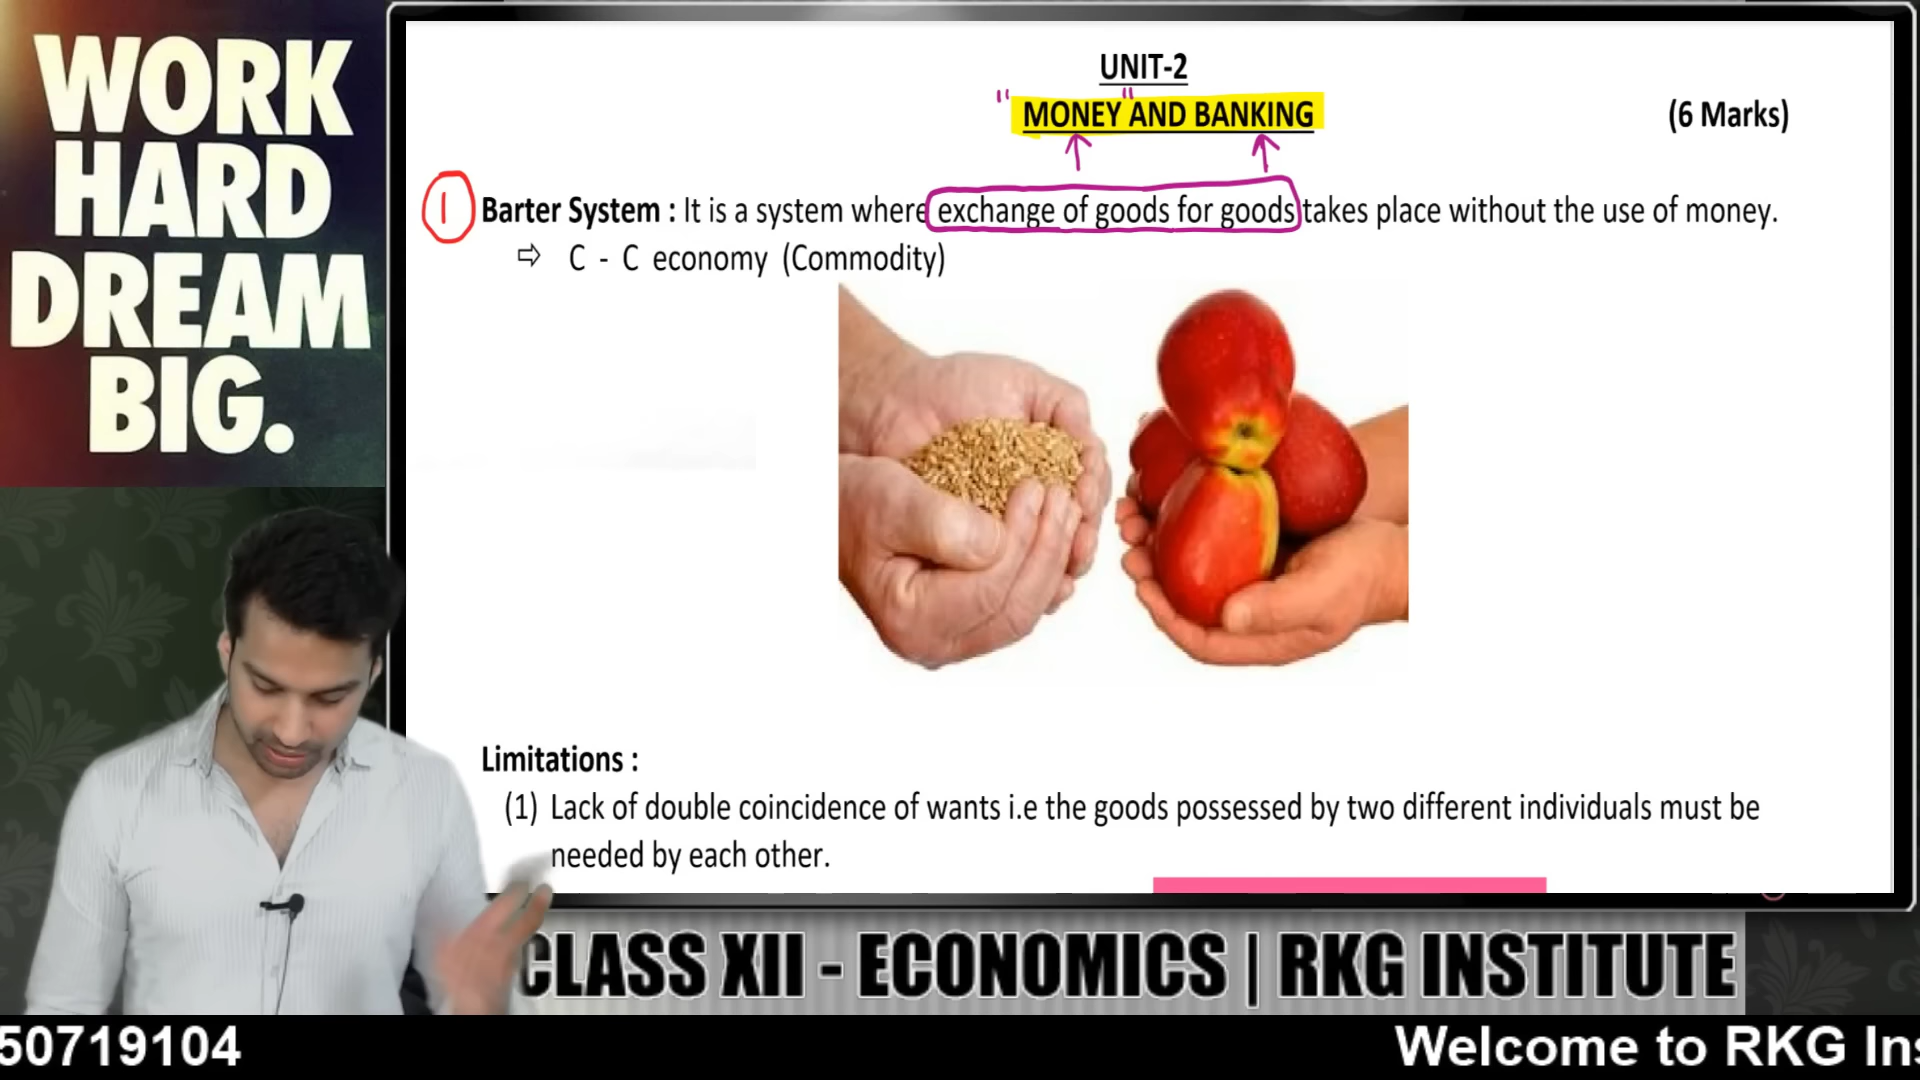 WORK
HARD
DREAM
BIG.
UNIT-2
"MONEY" AND BANKING
(6 Marks)
1 Barter System : It is a system where exchange of goods for goods takes place without the use of money.
⇨ C - C economy (Commodity)
Limitations :
(1) Lack of double coincidence of wants i.e the goods possessed by two different individuals must be
needed by each other.
CLASS XII - ECONOMICS | RKG INSTITUTE
50719104
Welcome to RKG Ins